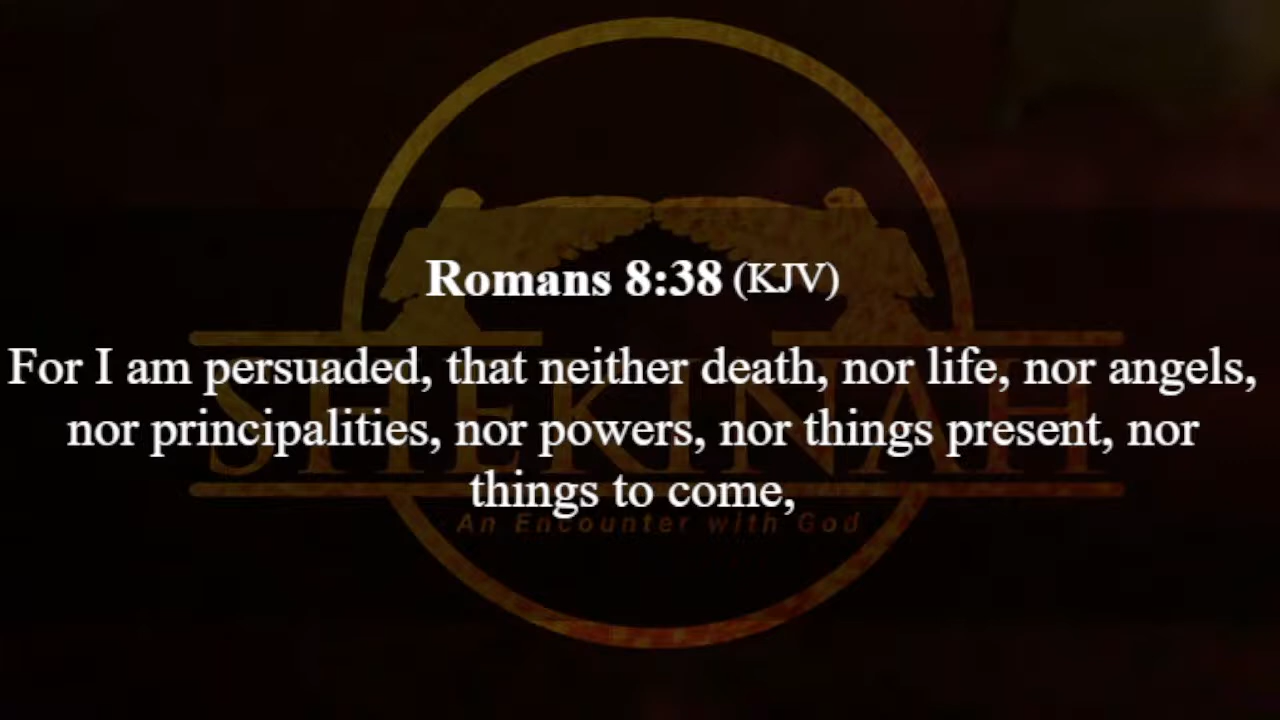 Romans 8:38 (KJV)
For I am persuaded, that neither death, nor life, nor angels,
nor principalities, nor powers, nor things present, nor
things to come,
SHEKINAH
An Encounter with God